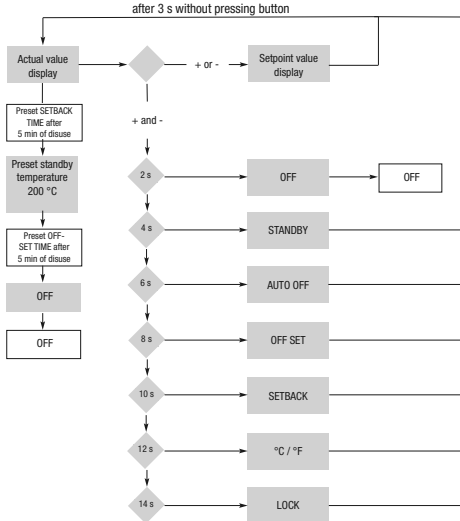 after 3 s without pressing button
Actual value
display
+ or -
Setpoint value
display
Preset SETBACK
TIME after
5 min of disuse
+ and -
Preset standby
temperature
200 °C
2 s
OFF
OFF
Preset OFF-
SET TIME after
5 min of disuse
4 s
STANDBY
OFF
6 s
AUTO OFF
OFF
8 s
OFF SET
10 s
SETBACK
12 s
°C / °F
14 s
LOCK